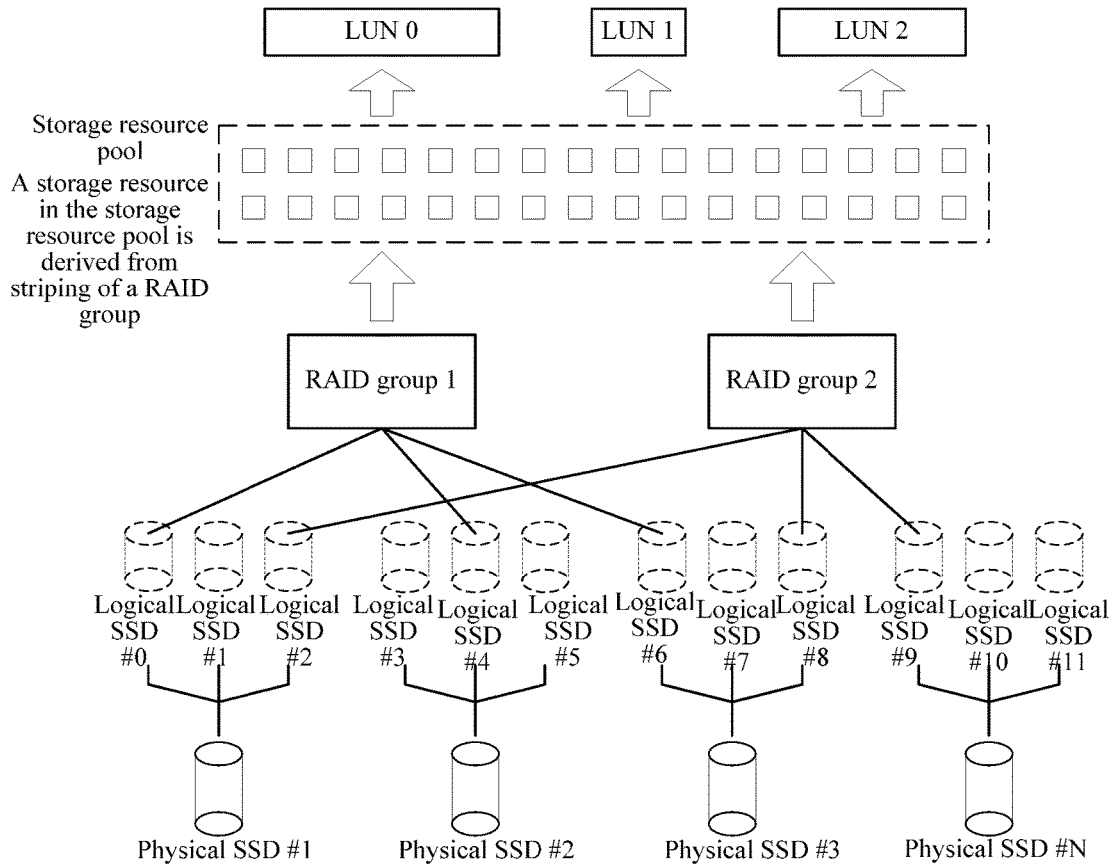 LUN 0
LUN 1
LUN 2
Storage resource
pool
A storage resource
in the storage
resource pool is
derived from
striping of a RAID
group
RAID group 1
RAID group 2
Logical
SSD
#0
Logical
SSD
#1
Logical
SSD
#2
Logical
SSD
#3
Logical
SSD
#4
Logical
SSD
#5
Logical
SSD
#6
Logical
SSD
#7
Logical
SSD
#8
Logical
SSD
#9
Logical
SSD
#10
Logical
SSD
#11
Physical SSD #1
Physical SSD #2
Physical SSD #3
Physical SSD #N